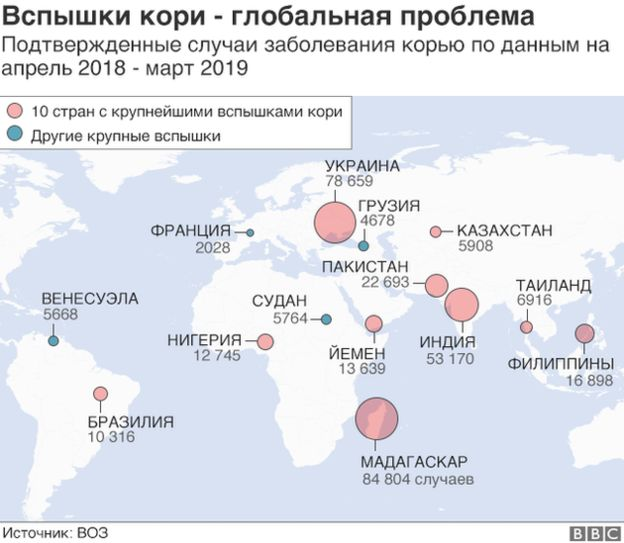 Вспышки кори - глобальная проблема
Подтвержденные случаи заболевания корью по данным на
апрель 2018 - март 2019
10 стран с крупнейшими вспышками кори
Другие крупные вспышки
УКРАИНА
78 659
ГРУЗИЯ
4678
ФРАНЦИЯ
2028
КАЗАХСТАН
5908
ПАКИСТАН
22 693
ТАИЛАНД
6916
ВЕНЕСУЭЛА
5668
СУДАН
5764
НИГЕРИЯ
12 745
ЙЕМЕН
13 639
ИНДИЯ
53 170
ФИЛИППИНЫ
16 898
БРАЗИЛИЯ
10 316
МАДАГАСКАР
84 804 случаев
Источник: ВОЗ
BBC